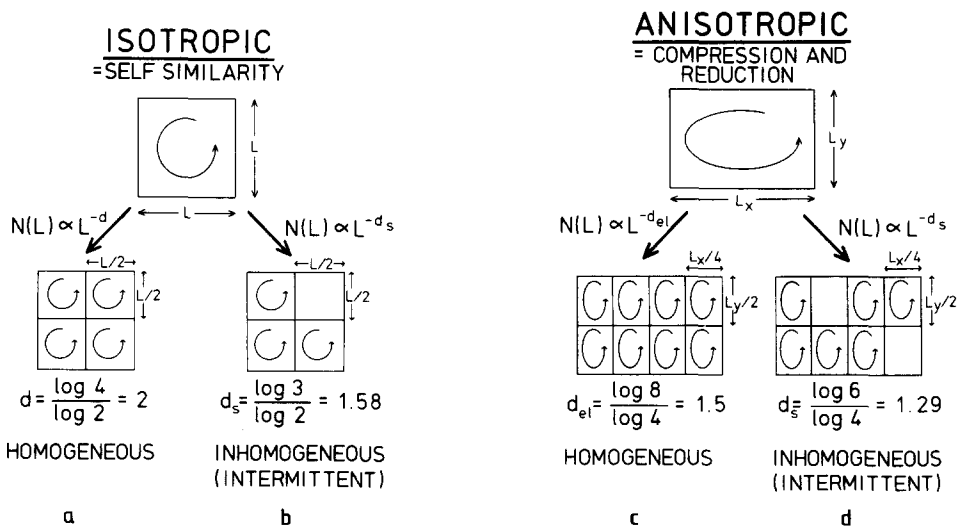 ISOTROPIC
=SELF SIMILARITY
L
L
N(L) ∝ L^-d
N(L) ∝ L^-d_s
L/2
L/2
L/2
L/2
d= log 4 / log 2 = 2
d_s= log 3 / log 2 = 1.58
HOMOGENEOUS
INHOMOGENEOUS
(INTERMITTENT)
a
b
ANISOTROPIC
= COMPRESSION AND
REDUCTION
L_y
L_x
N(L) ∝ L^-d_el
N(L) ∝ L^-d_s
L_x/4
L_y/2
L_x/4
L_y/2
d_el= log 8 / log 4 = 1.5
d_s= log 6 / log 4 = 1.29
HOMOGENEOUS
INHOMOGENEOUS
(INTERMITTENT)
c
d